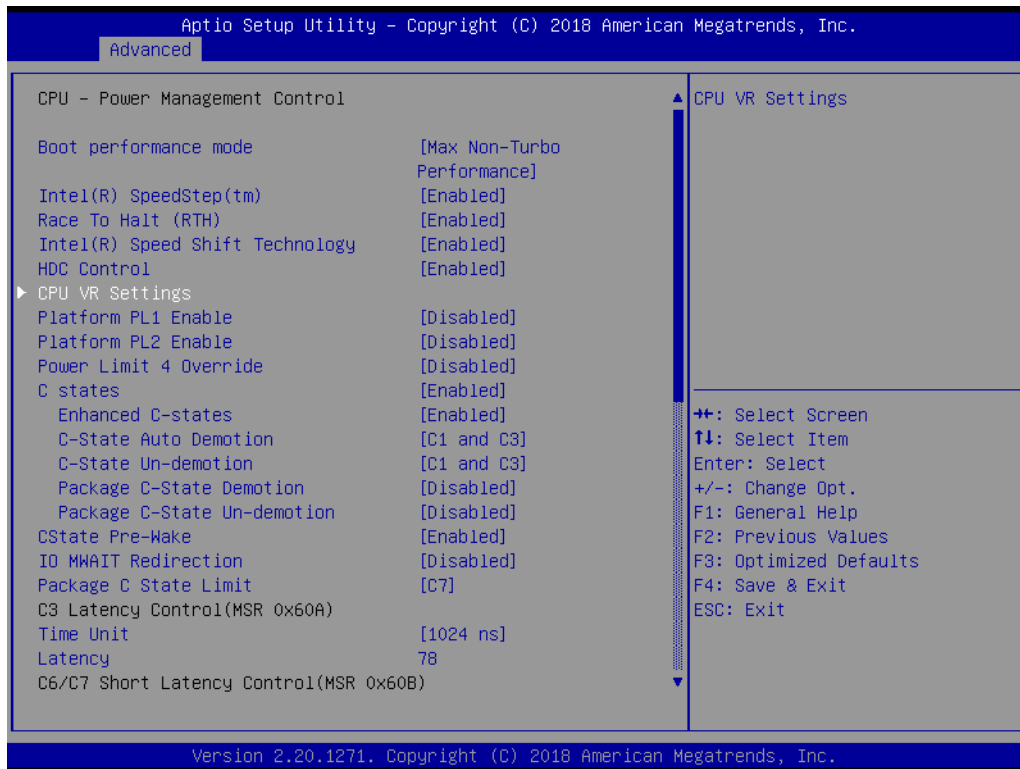 Aptio Setup Utility – Copyright (C) 2018 American Megatrends, Inc.
Advanced
CPU – Power Management Control
CPU VR Settings
Boot performance mode [Max Non-Turbo
Performance]
Intel(R) SpeedStep(tm) [Enabled]
Race To Halt (RTH) [Enabled]
Intel(R) Speed Shift Technology [Enabled]
HDC Control [Enabled]
CPU VR Settings
Platform PL1 Enable [Disabled]
Platform PL2 Enable [Disabled]
Power Limit 4 Override [Disabled]
C states [Enabled]
Enhanced C-states [Enabled]
C-State Auto Demotion [C1 and C3]
C-State Un-demotion [C1 and C3]
Package C-State Demotion [Disabled]
Package C-State Un-demotion [Disabled]
CState Pre-Wake [Enabled]
IO MWAIT Redirection [Disabled]
Package C State Limit [C7]
C3 Latency Control(MSR 0x60A)
Time Unit [1024 ns]
Latency 78
C6/C7 Short Latency Control(MSR 0x60B)
→←: Select Screen
↑↓: Select Item
Enter: Select
+/-: Change Opt.
F1: General Help
F2: Previous Values
F3: Optimized Defaults
F4: Save & Exit
ESC: Exit
Version 2.20.1271. Copyright (C) 2018 American Megatrends, Inc.